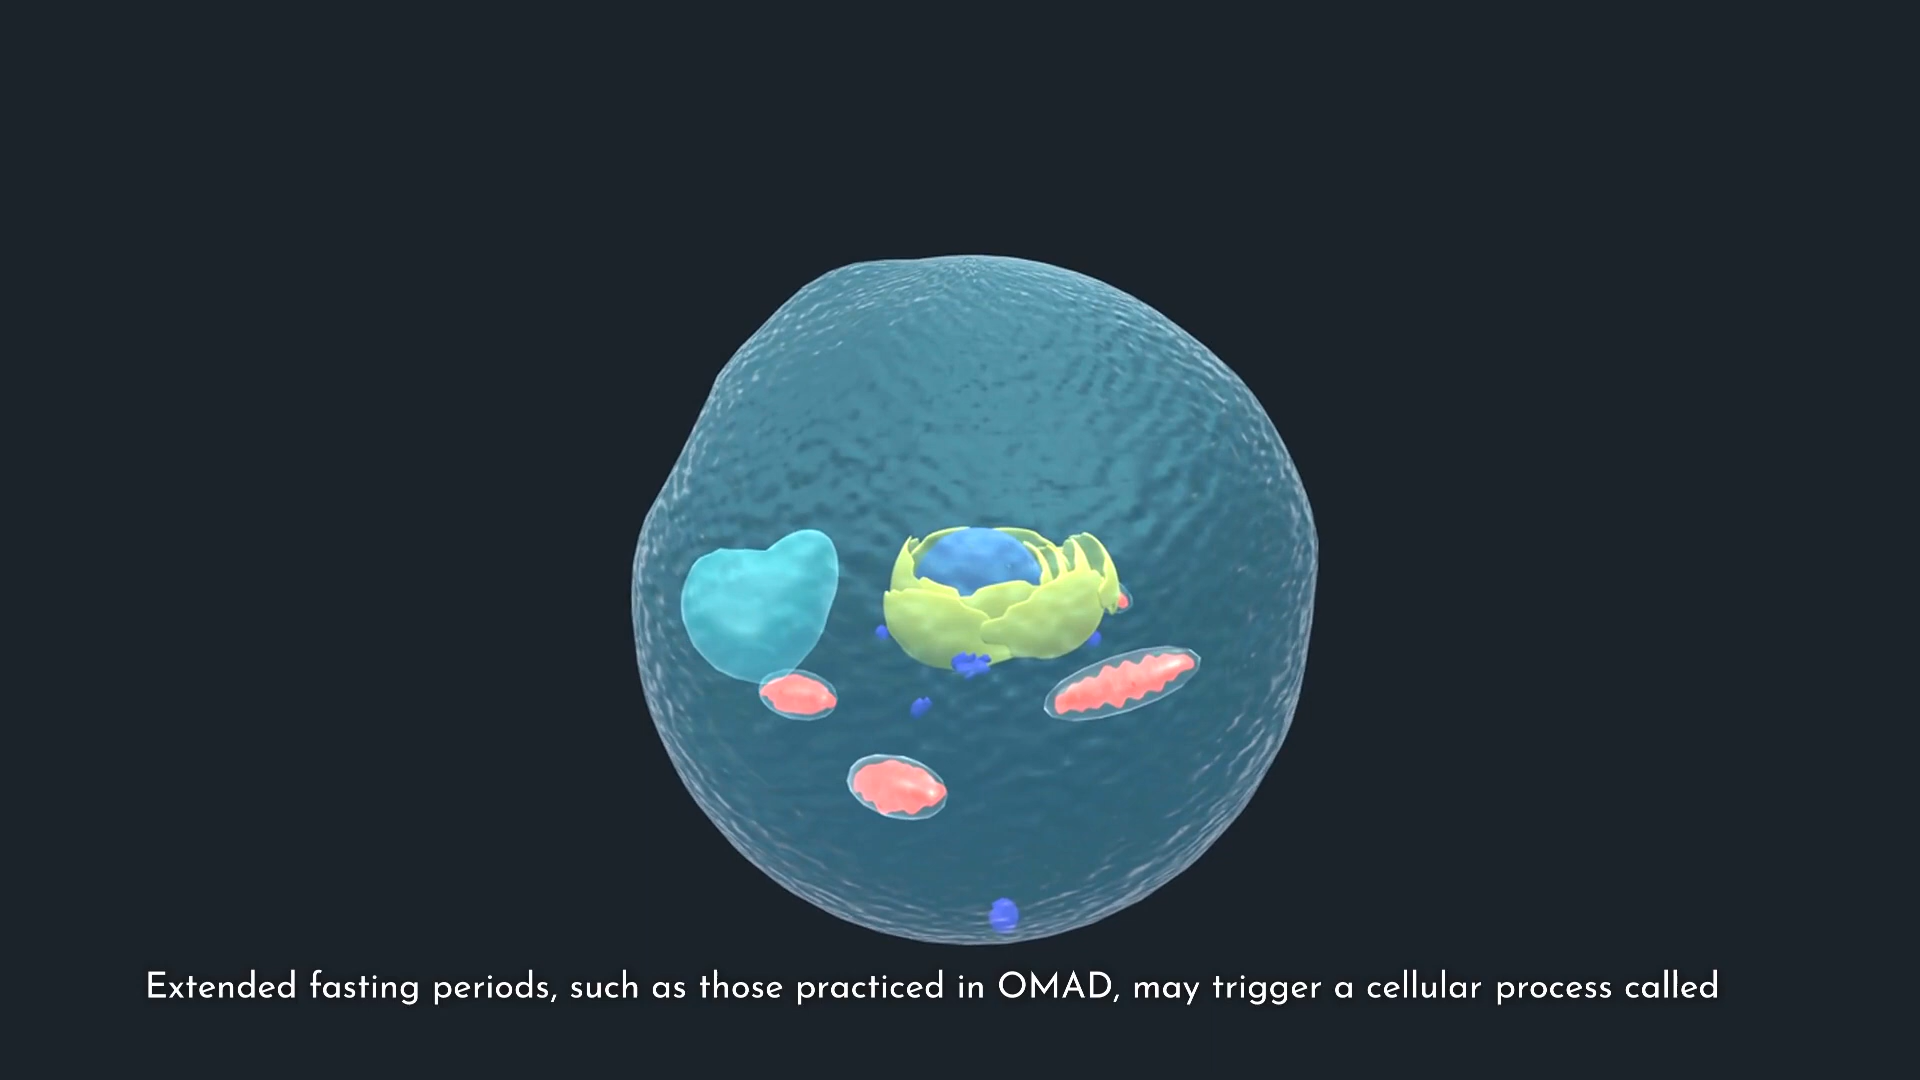 Extended fasting periods, such as those practiced in OMAD, may trigger a cellular process called